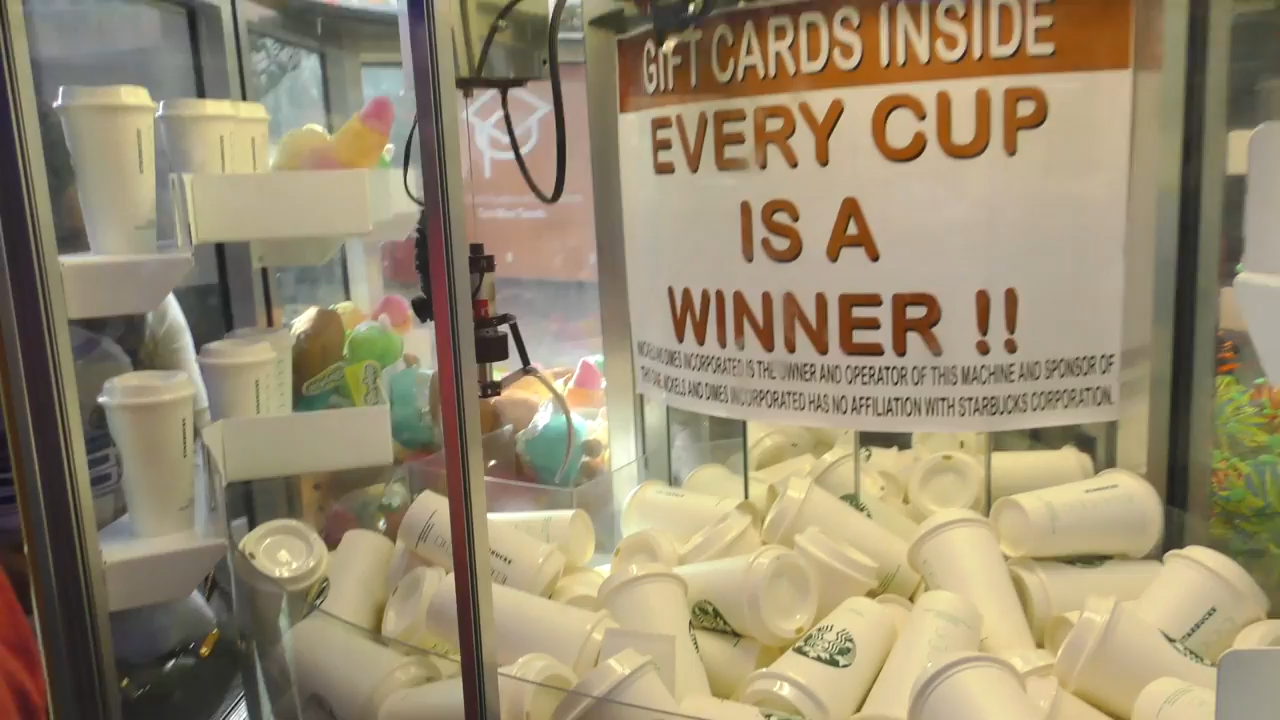 GIFT CARDS INSIDE
EVERY CUP
IS A
WINNER !!
NICKELS AND DIMES INCORPORATED IS THE OWNER AND OPERATOR OF THIS MACHINE AND SPONSOR OF
NICKELS AND DIMES INCORPORATED HAS NO AFFILIATION WITH STARBUCKS CORPORATION.
STARBUCKS